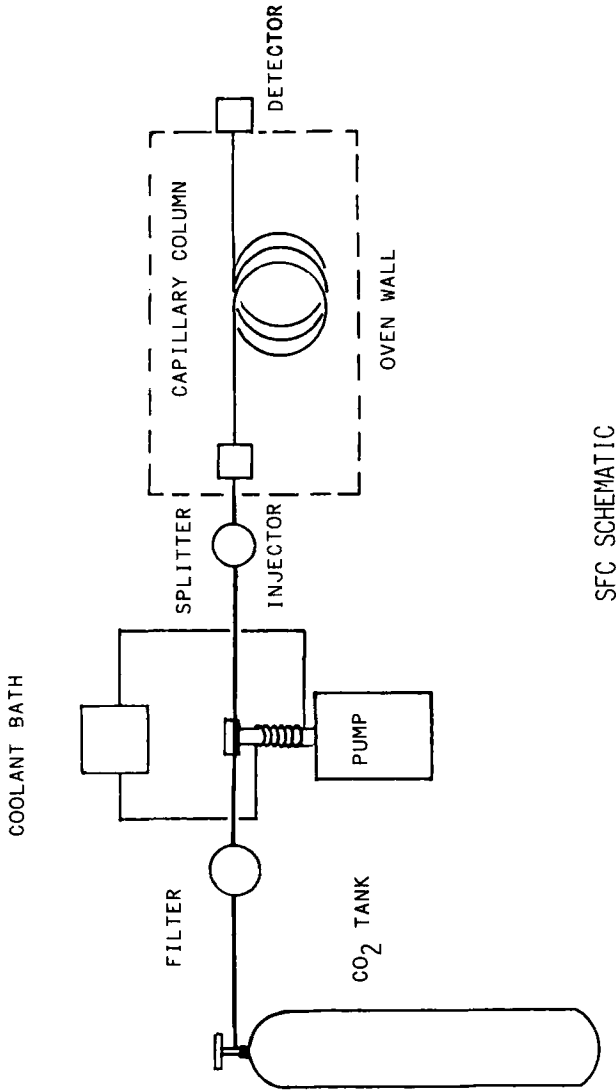 COOLANT BATH
FILTER
SPLITTER
CAPILLARY COLUMN
DETECTOR
INJECTOR
PUMP
OVEN WALL
CO2 TANK
SFC SCHEMATIC